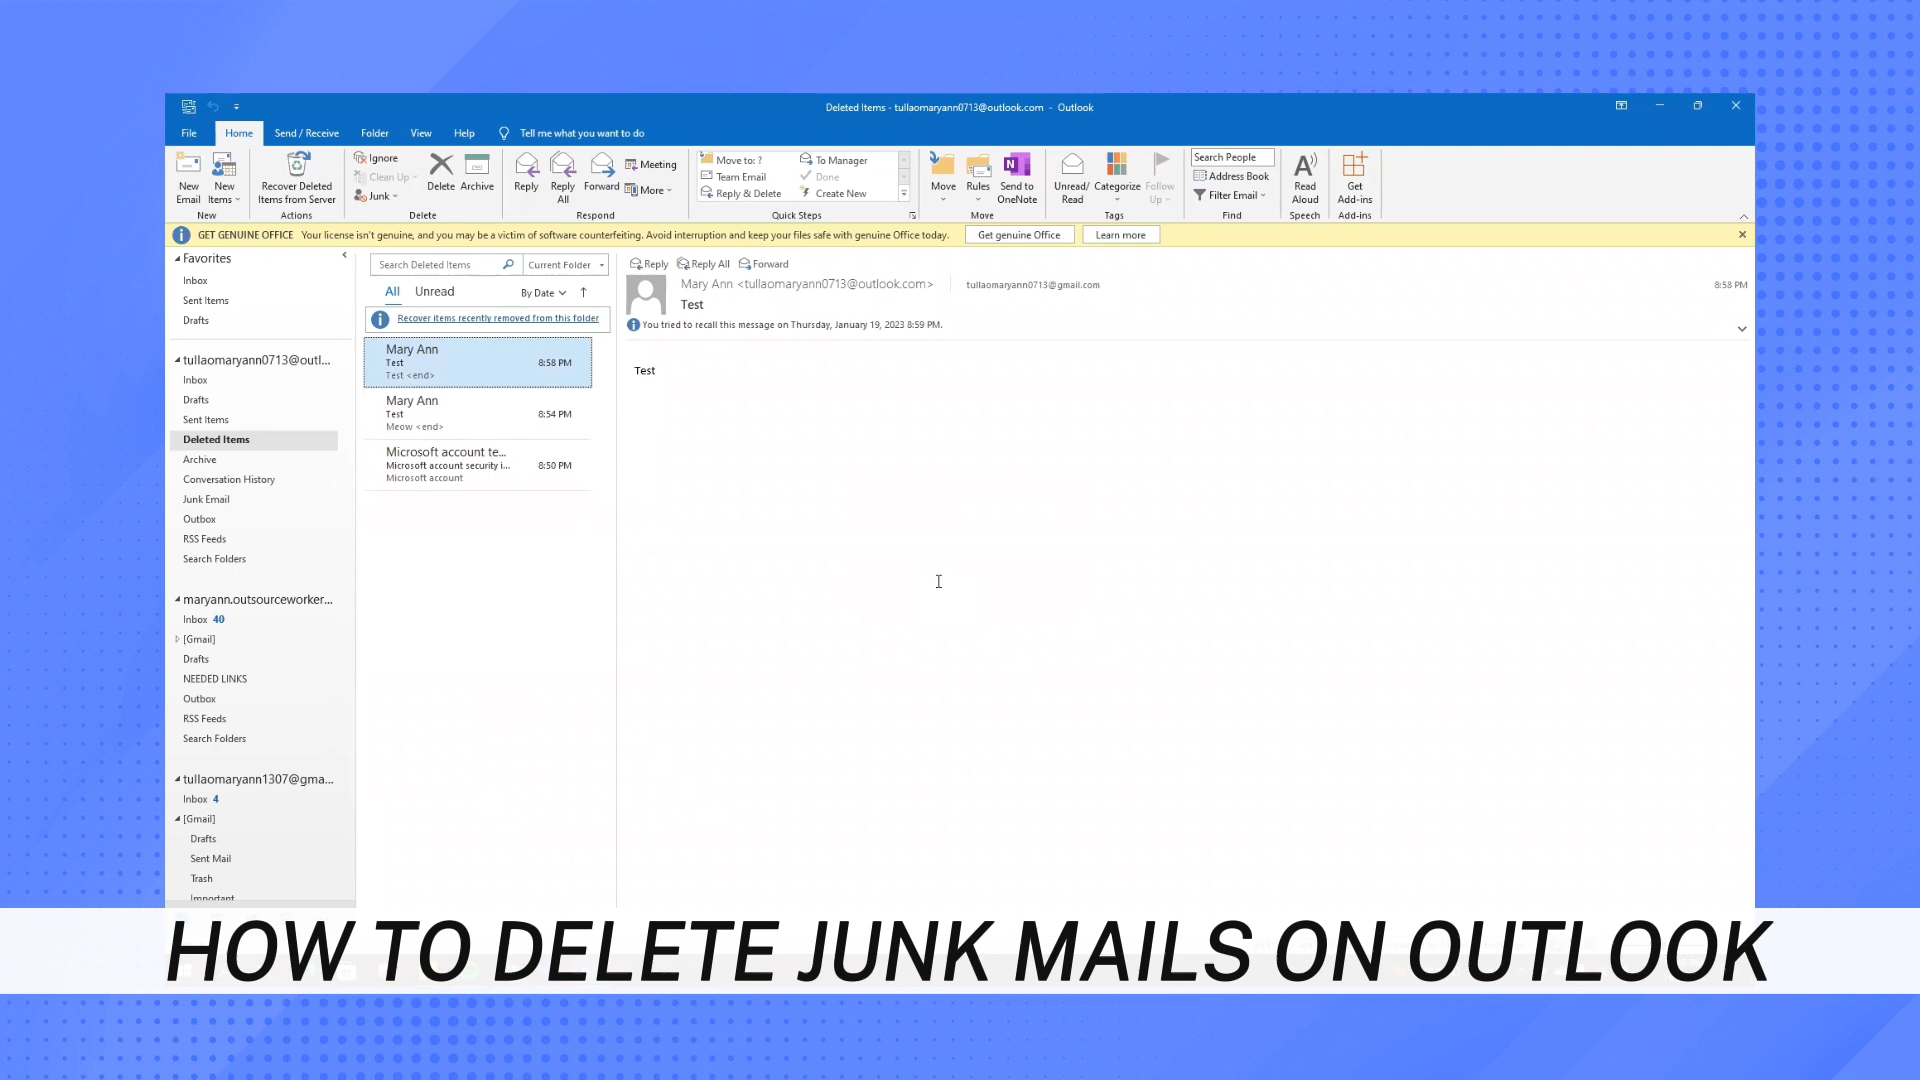 Deleted Items - tullaomaryann0713@outlook.com - Outlook
File Home Send / Receive Folder View Help Tell me what you want to do
New Email
New Items
New
Recover Deleted Items from Server
Actions
Ignore
Clean Up
Junk
Delete
Archive
Delete
Reply
Reply All
Forward
Meeting
More
Respond
Move to: ?
Team Email
Reply & Delete
To Manager
Done
Create New
Quick Steps
Move
Rules
Send to OneNote
Move
Unread/ Read
Categorize
Follow Up
Tags
Search People
Address Book
Filter Email
Find
Read Aloud
Speech
Get Add-ins
Add-ins
GET GENUINE OFFICE Your license isn't genuine, and you may be a victim of software counterfeiting. Avoid interruption and keep your files safe with genuine Office today. Get genuine Office Learn more
Favorites
Inbox
Sent Items
Drafts
tullaomaryann0713@outl...
Inbox
Drafts
Sent Items
Deleted Items
Archive
Conversation History
Junk Email
Outbox
RSS Feeds
Search Folders
maryann.outsourceworker...
Inbox 40
[Gmail]
Drafts
NEEDED LINKS
Outbox
RSS Feeds
Search Folders
tullaomaryann1307@gma...
Inbox 4
[Gmail]
Drafts
Sent Mail
Trash
Important
Search Deleted Items Current Folder
All Unread By Date
Recover items recently removed from this folder
Mary Ann
Test 8:58 PM
Test <end>
Mary Ann
Test 8:54 PM
Meow <end>
Microsoft account te...
Microsoft account security i... 8:50 PM
Microsoft account
Reply Reply All Forward
Mary Ann <tullaomaryann0713@outlook.com> tullaomaryann0713@gmail.com 8:58 PM
Test
You tried to recall this message on Thursday, January 19, 2023 8:59 PM.
Test
HOW TO DELETE JUNK MAILS ON OUTLOOK